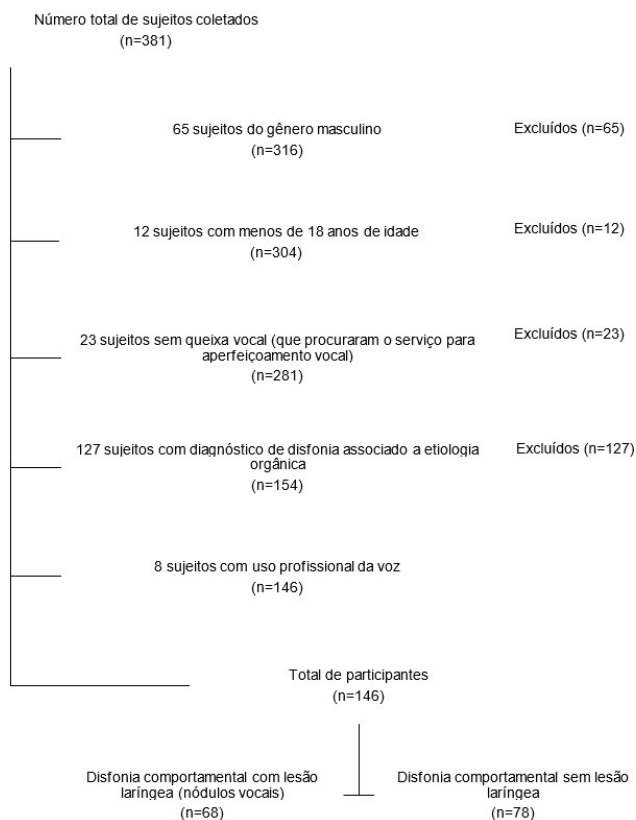 Número total de sujeitos coletados
(n=381)
65 sujeitos do gênero masculino
(n=316)
Excluídos (n=65)
12 sujeitos com menos de 18 anos de idade
(n=304)
Excluídos (n=12)
23 sujeitos sem queixa vocal (que procuraram o serviço para
aperfeiçoamento vocal)
(n=281)
Excluídos (n=23)
127 sujeitos com diagnóstico de disfonia associado a etiologia
orgânica
(n=154)
Excluídos (n=127)
8 sujeitos com uso profissional da voz
(n=146)
Total de participantes
(n=146)
Disfonia comportamental com lesão
laríngea (nódulos vocais)
(n=68)
Disfonia comportamental sem lesão
laríngea
(n=78)